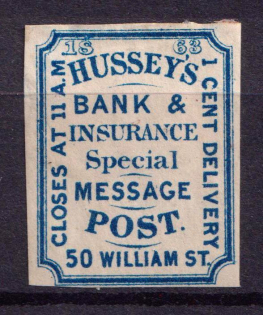 18 63
HUSSEY'S
BANK &
INSURANCE
Special
MESSAGE
POST.
50 WILLIAM ST.
CLOSES AT 11 A.M
1 CENT DELIVERY